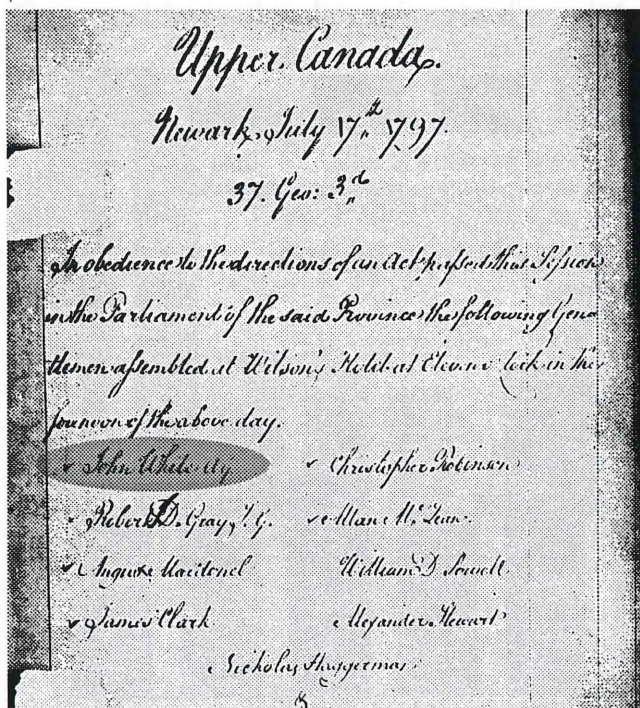 Upper Canada.
Newark, July 17th 1797.
37. Geo: 3d
In obedience to the directions of an Act passed this Session
in the Parliament of the said Province the following Gen-
tlemen assembled at Wilson's Hotel at Eleven o'Clock in the
forenoon of the above day.
John White Atty Christopher Robinson
Robert D. Gray, S. G. Allan McLean
Angus Macdonel William D Powell
James Clark Alexander Stewart
Nicholas Haggerman